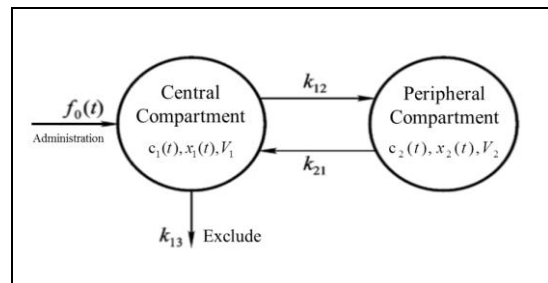 f₀(t)
Administration
Central
Compartment
c₁(t), x₁(t), V₁
k₁₂
k₂₁
Peripheral
Compartment
c₂(t), x₂(t), V₂
k₁₃ Exclude